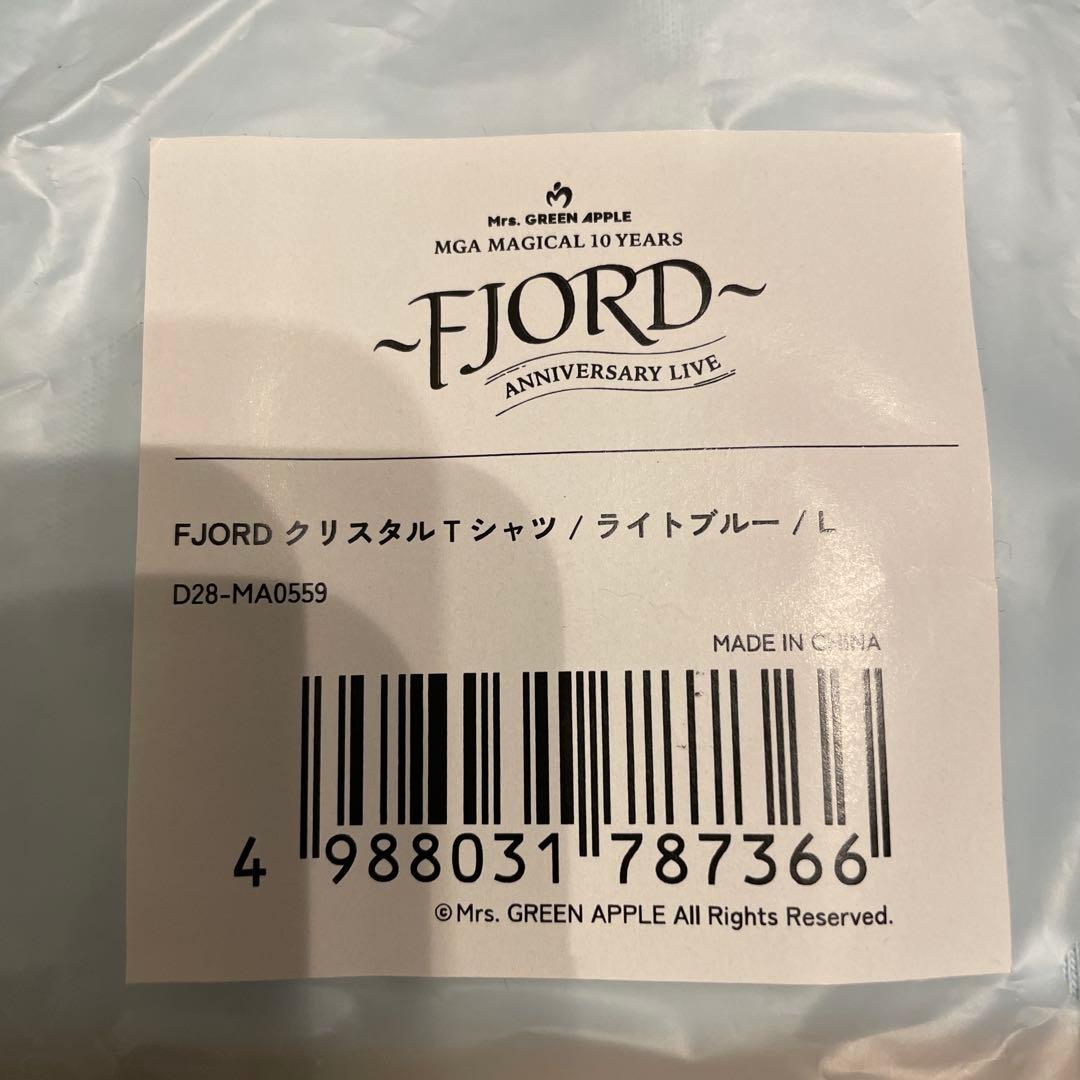 Mrs. GREEN APPLE
MGA MAGICAL 10 YEARS
~FJORD~
ANNIVERSARY LIVE
FJORD クリスタルTシャツ / ライトブルー / L
D28-MA0559
MADE IN CHINA
4 988031 787366
©Mrs. GREEN APPLE All Rights Reserved.